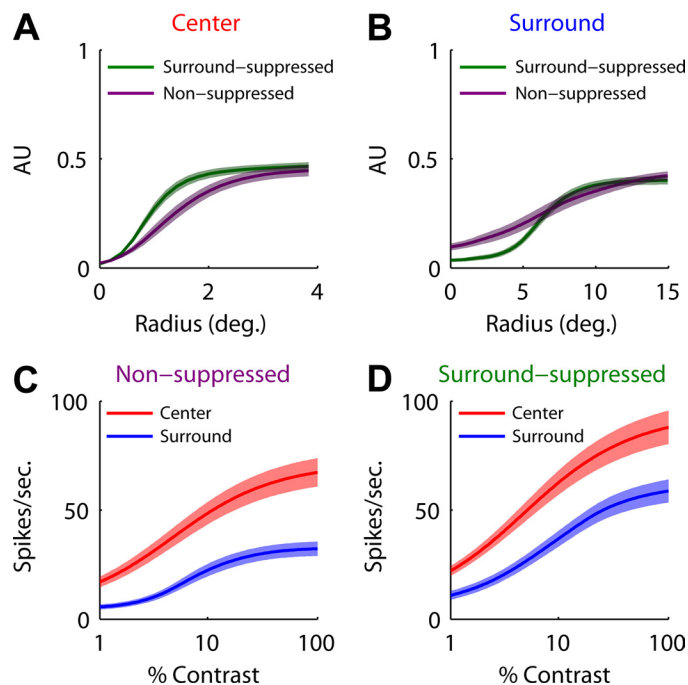 A
Center
1
Surround-suppressed
Non-suppressed
AU
0.5
0
0
2
4
Radius (deg.)
B
Surround
1
Surround-suppressed
Non-suppressed
AU
0.5
0
0
5
10
15
Radius (deg.)
C
Non-suppressed
100
Center
Surround
Spikes/sec.
50
0
1
10
100
% Contrast
D
Surround-suppressed
100
Center
Surround
Spikes/sec.
50
0
1
10
100
% Contrast